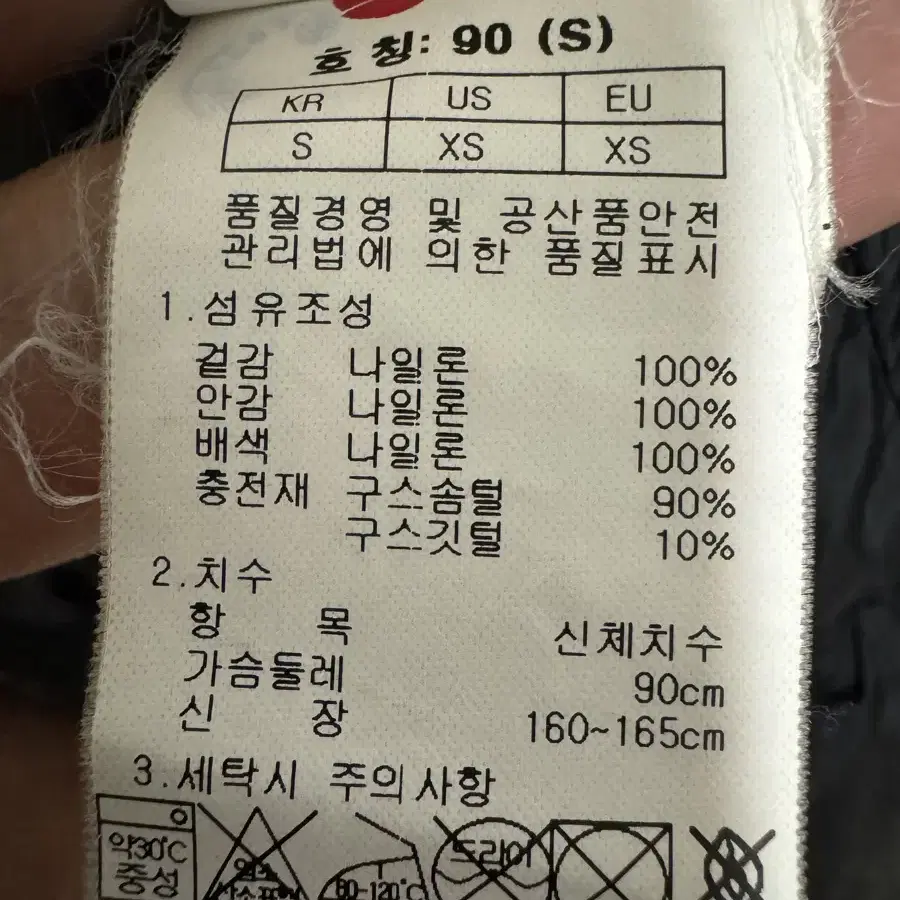 호칭: 90 (S)
KR US EU
S XS XS
품질경영 및 공산품안전
관리법에 의한 품질표시
1.섬유조성
겉감 나일론 100%
안감 나일론 100%
배색 나일론 100%
충전재 구스솜털 90%
구스깃털 10%
2.치수
항 목 신체치수
가슴둘레 90cm
신 장 160~165cm
3.세탁시 주의사항
약30℃ 드라이
중성 80-120℃